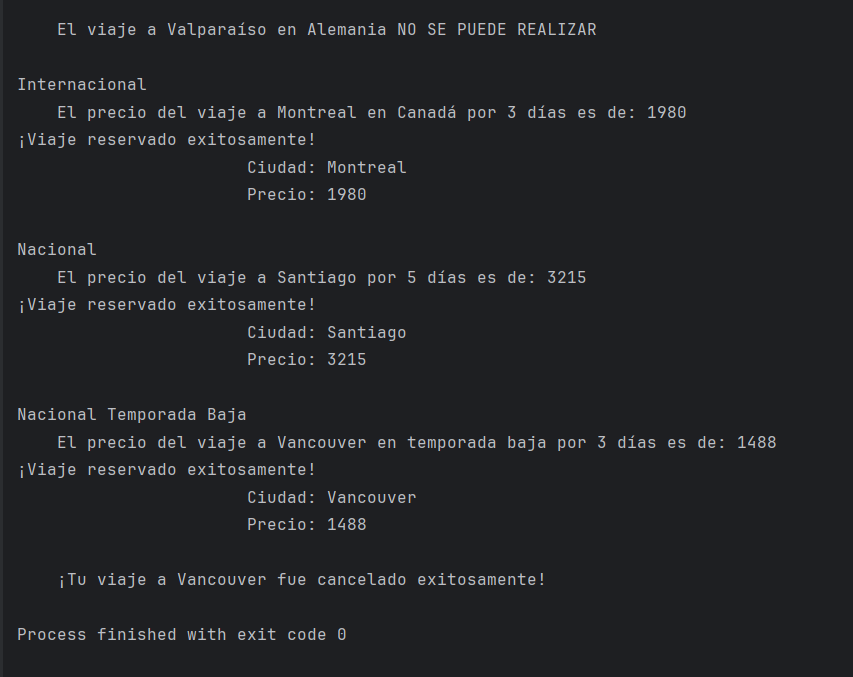 El viaje a Valparaíso en Alemania NO SE PUEDE REALIZAR
Internacional
El precio del viaje a Montreal en Canadá por 3 días es de: 1980
¡Viaje reservado exitosamente!
Ciudad: Montreal
Precio: 1980
Nacional
El precio del viaje a Santiago por 5 días es de: 3215
¡Viaje reservado exitosamente!
Ciudad: Santiago
Precio: 3215
Nacional Temporada Baja
El precio del viaje a Vancouver en temporada baja por 3 días es de: 1488
¡Viaje reservado exitosamente!
Ciudad: Vancouver
Precio: 1488
¡Tu viaje a Vancouver fue cancelado exitosamente!
Process finished with exit code 0